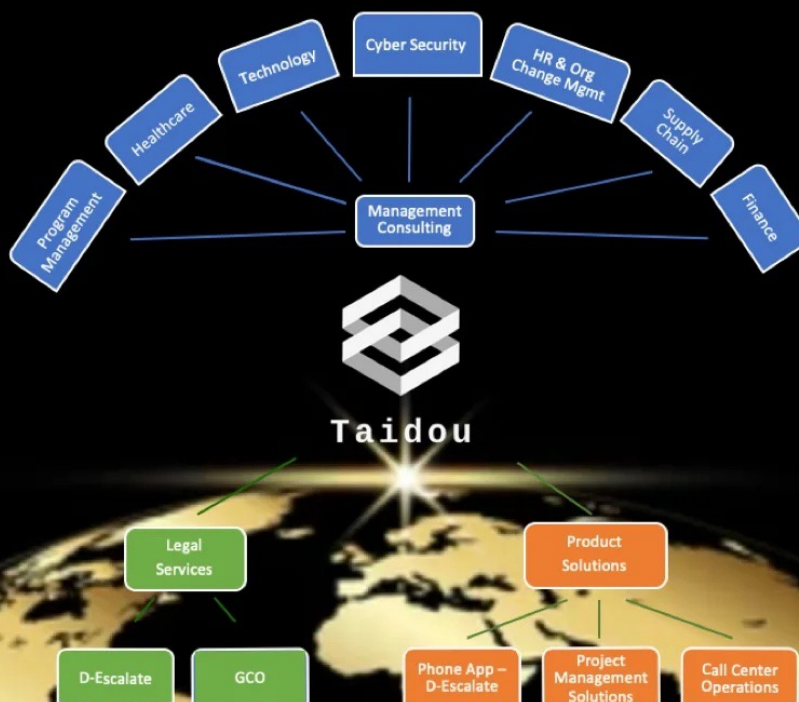 Cyber Security
Technology
HR & Org
Change Mgmt
Healthcare
Supply
Chain
Program
Management
Finance
Management
Consulting
Taidou
Legal
Services
Product
Solutions
D-Escalate
GCO
Phone App –
D-Escalate
Project
Management
Solutions
Call Center
Operations